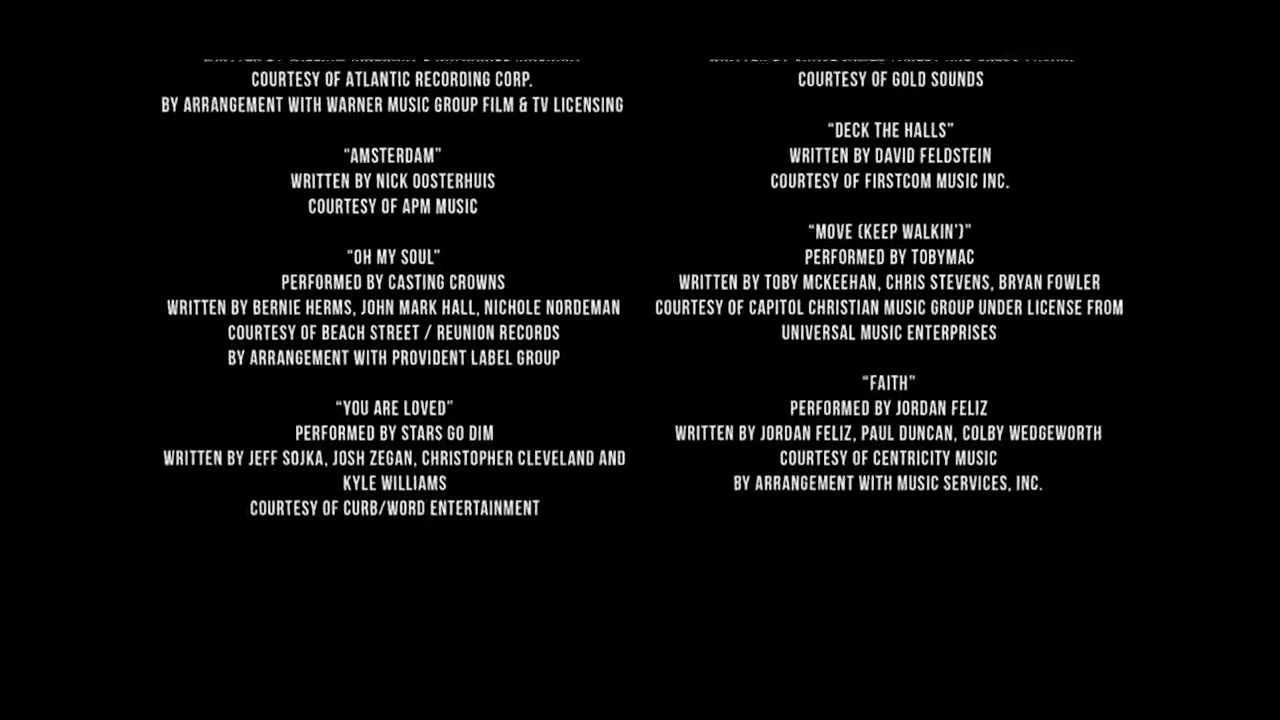 COURTESY OF ATLANTIC RECORDING CORP.
BY ARRANGEMENT WITH WARNER MUSIC GROUP FILM & TV LICENSING
“AMSTERDAM”
WRITTEN BY NICK OOSTERHUIS
COURTESY OF APM MUSIC
“OH MY SOUL”
PERFORMED BY CASTING CROWNS
WRITTEN BY BERNIE HERMS, JOHN MARK HALL, NICHOLE NORDEMAN
COURTESY OF BEACH STREET / REUNION RECORDS
BY ARRANGEMENT WITH PROVIDENT LABEL GROUP
“YOU ARE LOVED”
PERFORMED BY STARS GO DIM
WRITTEN BY JEFF SOJKA, JOSH ZEGAN, CHRISTOPHER CLEVELAND AND
KYLE WILLIAMS
COURTESY OF CURB/WORD ENTERTAINMENT
COURTESY OF GOLD SOUNDS
“DECK THE HALLS”
WRITTEN BY DAVID FELDSTEIN
COURTESY OF FIRSTCOM MUSIC INC.
“MOVE (KEEP WALKIN’)”
PERFORMED BY TOBYMAC
WRITTEN BY TOBY MCKEEHAN, CHRIS STEVENS, BRYAN FOWLER
COURTESY OF CAPITOL CHRISTIAN MUSIC GROUP UNDER LICENSE FROM
UNIVERSAL MUSIC ENTERPRISES
“FAITH”
PERFORMED BY JORDAN FELIZ
WRITTEN BY JORDAN FELIZ, PAUL DUNCAN, COLBY WEDGEWORTH
COURTESY OF CENTRICITY MUSIC
BY ARRANGEMENT WITH MUSIC SERVICES, INC.